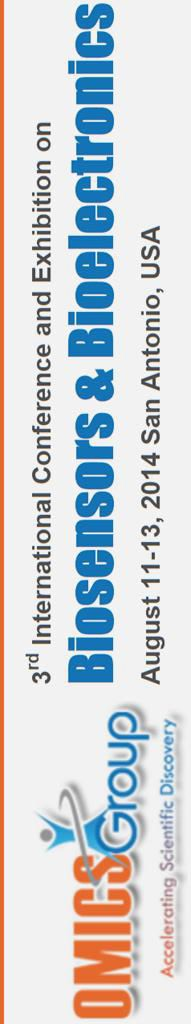 OMICS Group
Accelerating Scientific Discovery
3rd International Conference and Exhibition on
Biosensors & Bioelectronics
August 11-13, 2014 San Antonio, USA